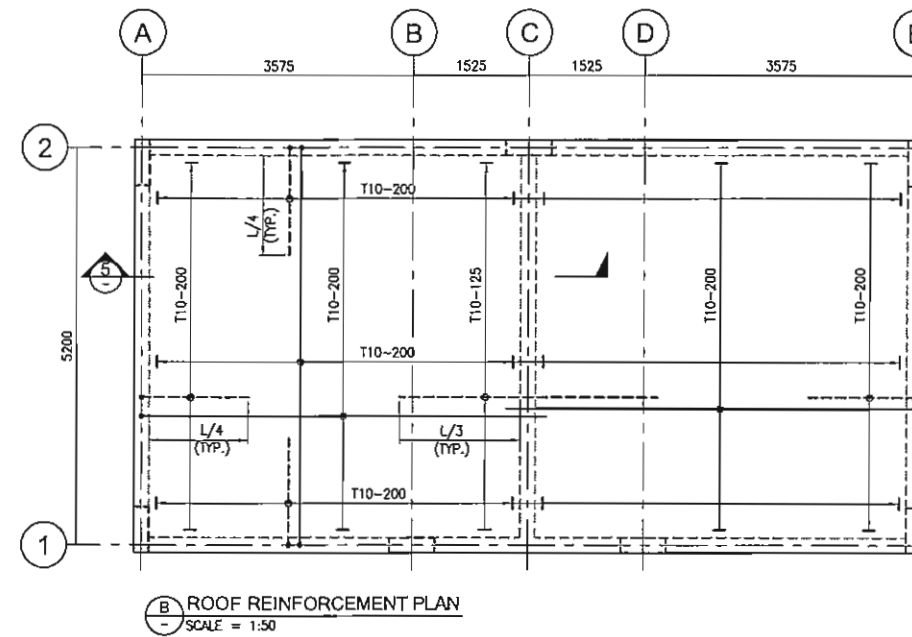 A B C D
3575 1525 1525 3575
2
T10-200
L/4
(TYP.)
5
-
T10-200
T10-200
T10-125
T10-200
T10-200
5200
T10-200
L/4
(TYP.)
L/3
(TYP.)
T10-200
1
B ROOF REINFORCEMENT PLAN
- SCALE = 1:50